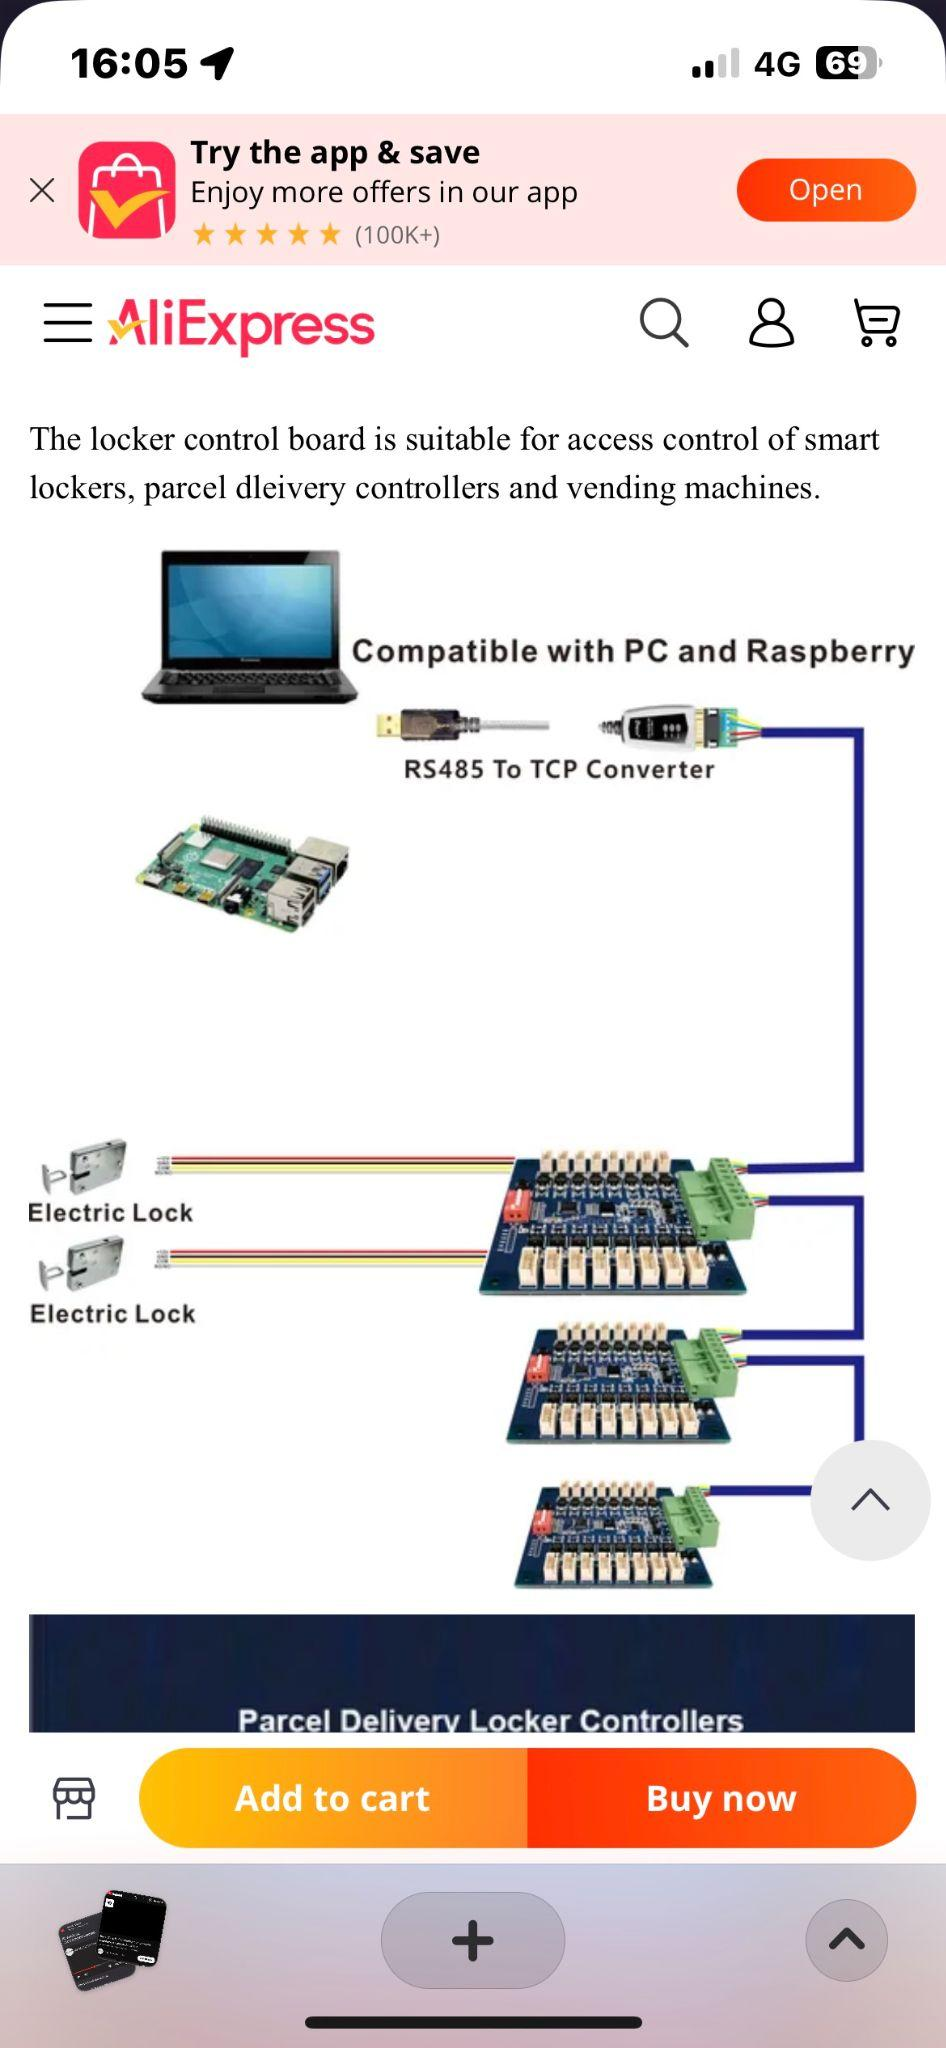 16:05
4G 69
Try the app & save
Enjoy more offers in our app
(100K+)
Open
AliExpress
The locker control board is suitable for access control of smart
lockers, parcel dleivery controllers and vending machines.
Compatible with PC and Raspberry
RS485 To TCP Converter
Electric Lock
Electric Lock
Parcel Delivery Locker Controllers
Add to cart
Buy now